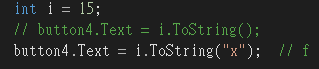 int i = 15;
// button4.Text = i.ToString();
button4.Text = i.ToString("x");  // f